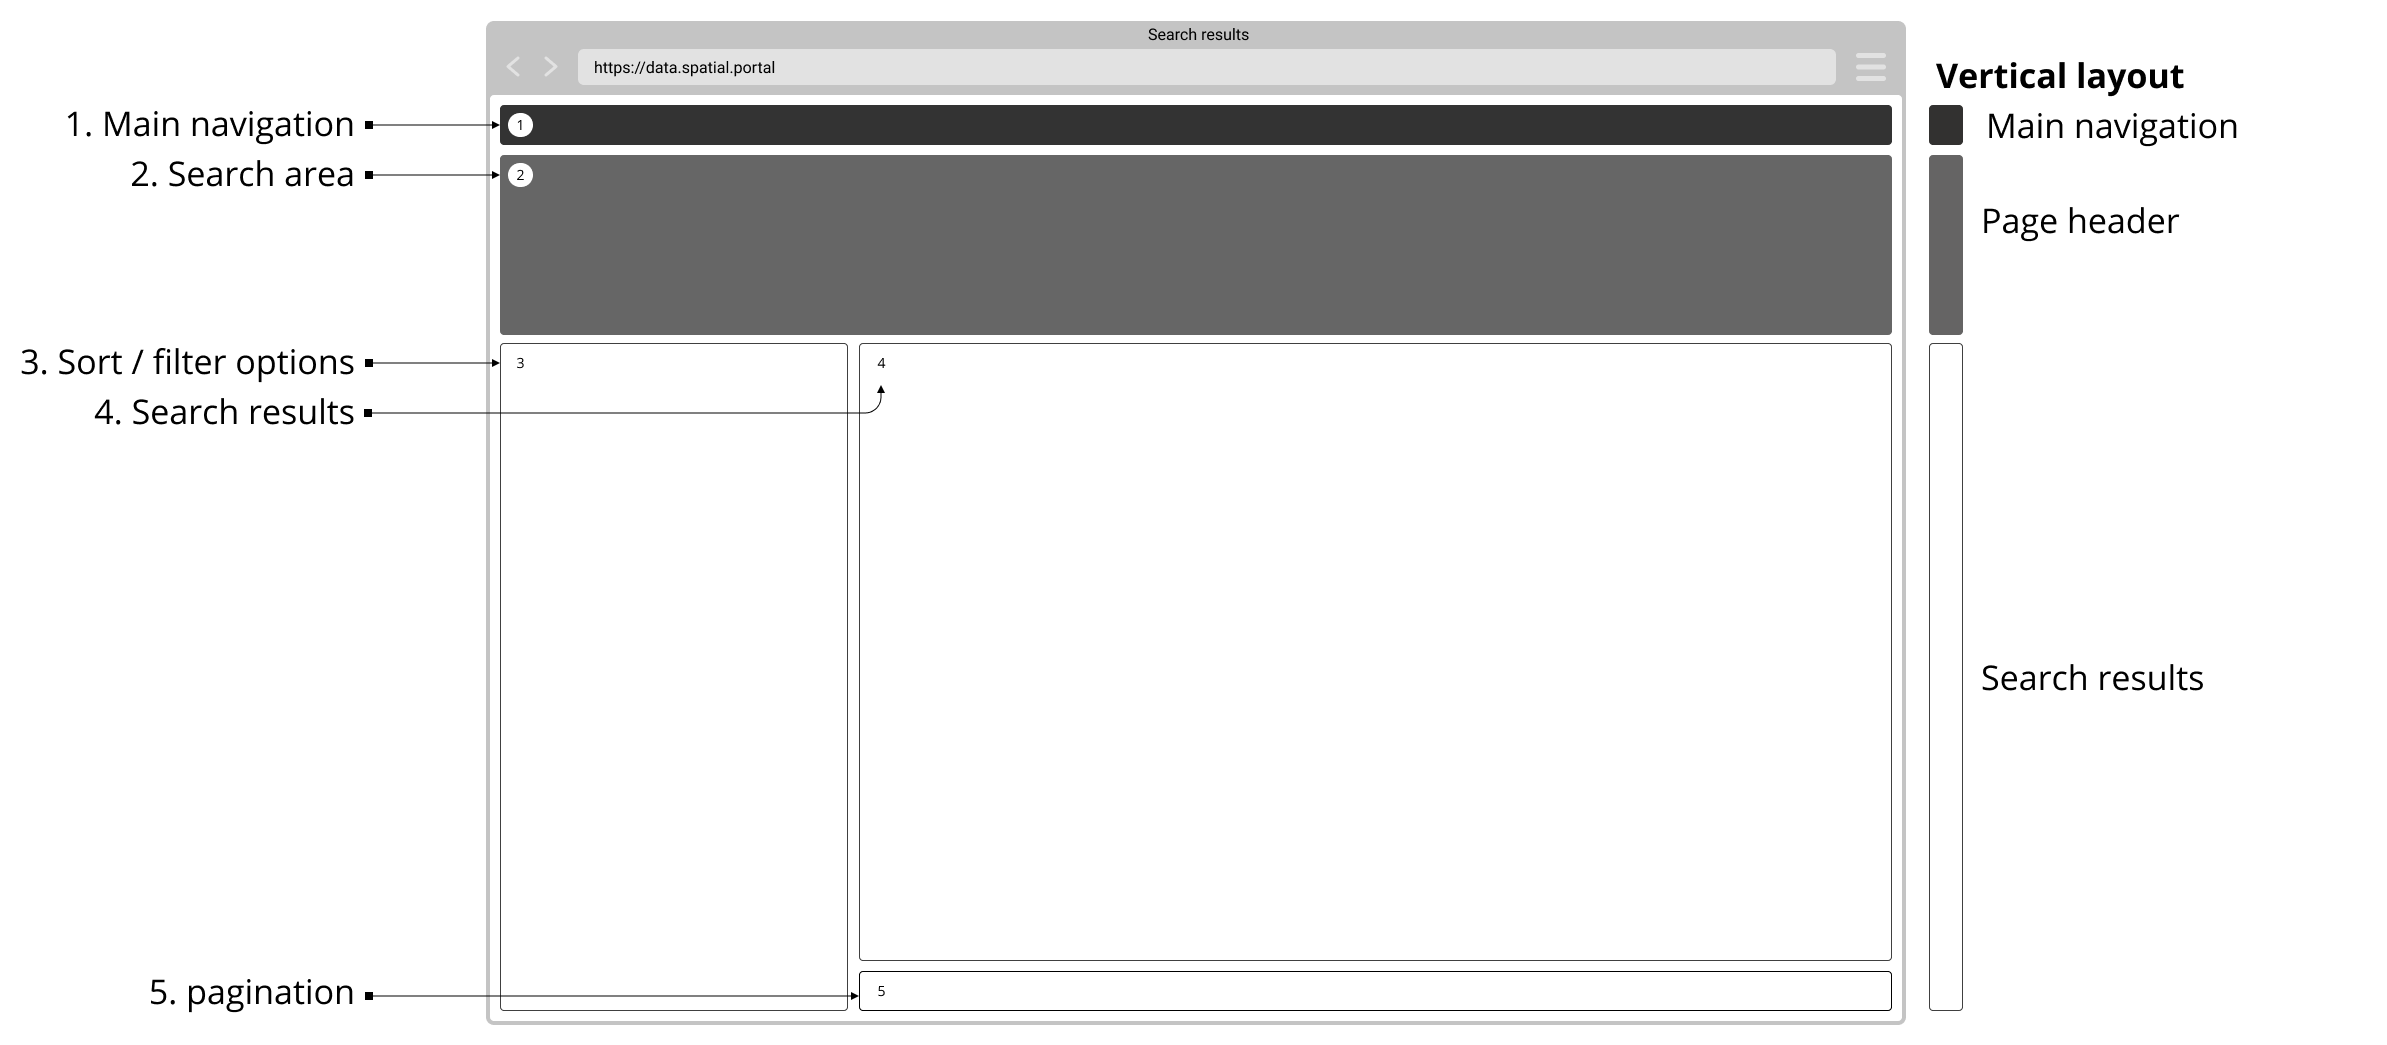 Search results
https://data.spatial.portal
Vertical layout
1. Main navigation
1
Main navigation
2. Search area
2
Page header
3. Sort / filter options
3
4
4. Search results
Search results
5. pagination
5